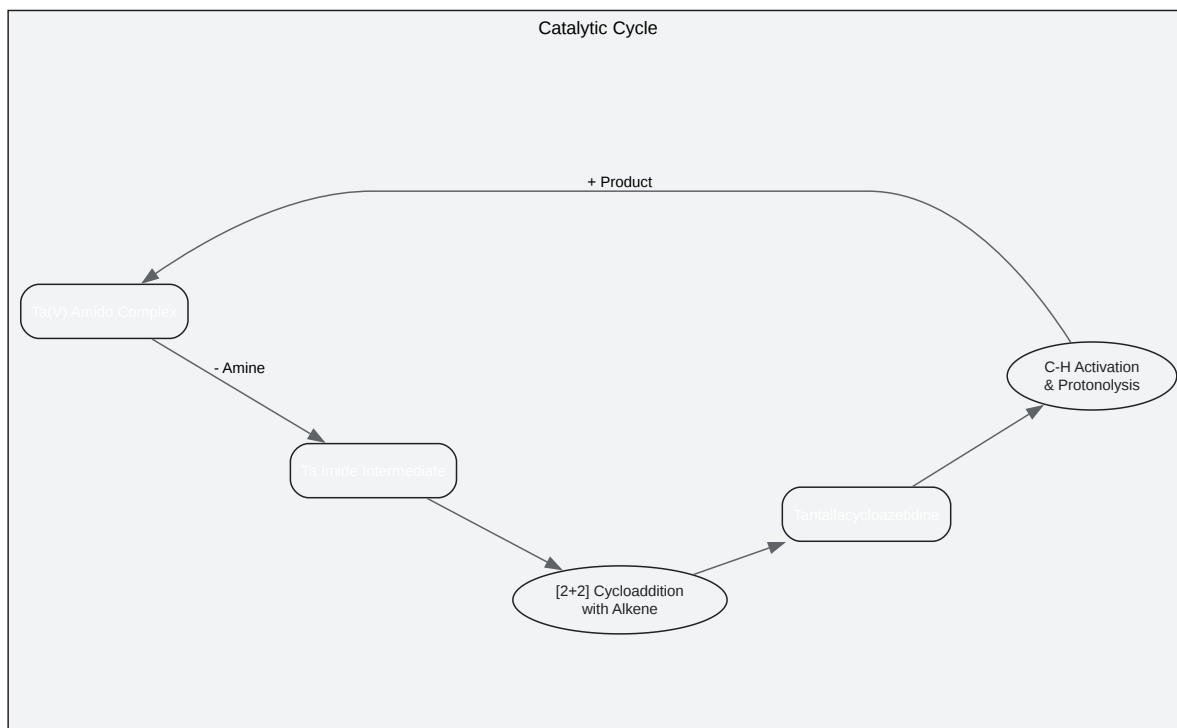 Catalytic Cycle
+ Product
Ta(V) Amido Complex
- Amine
C-H Activation
& Protonolysis
Ta Imide Intermediate
Tantallacycloazetidine
[2+2] Cycloaddition
with Alkene